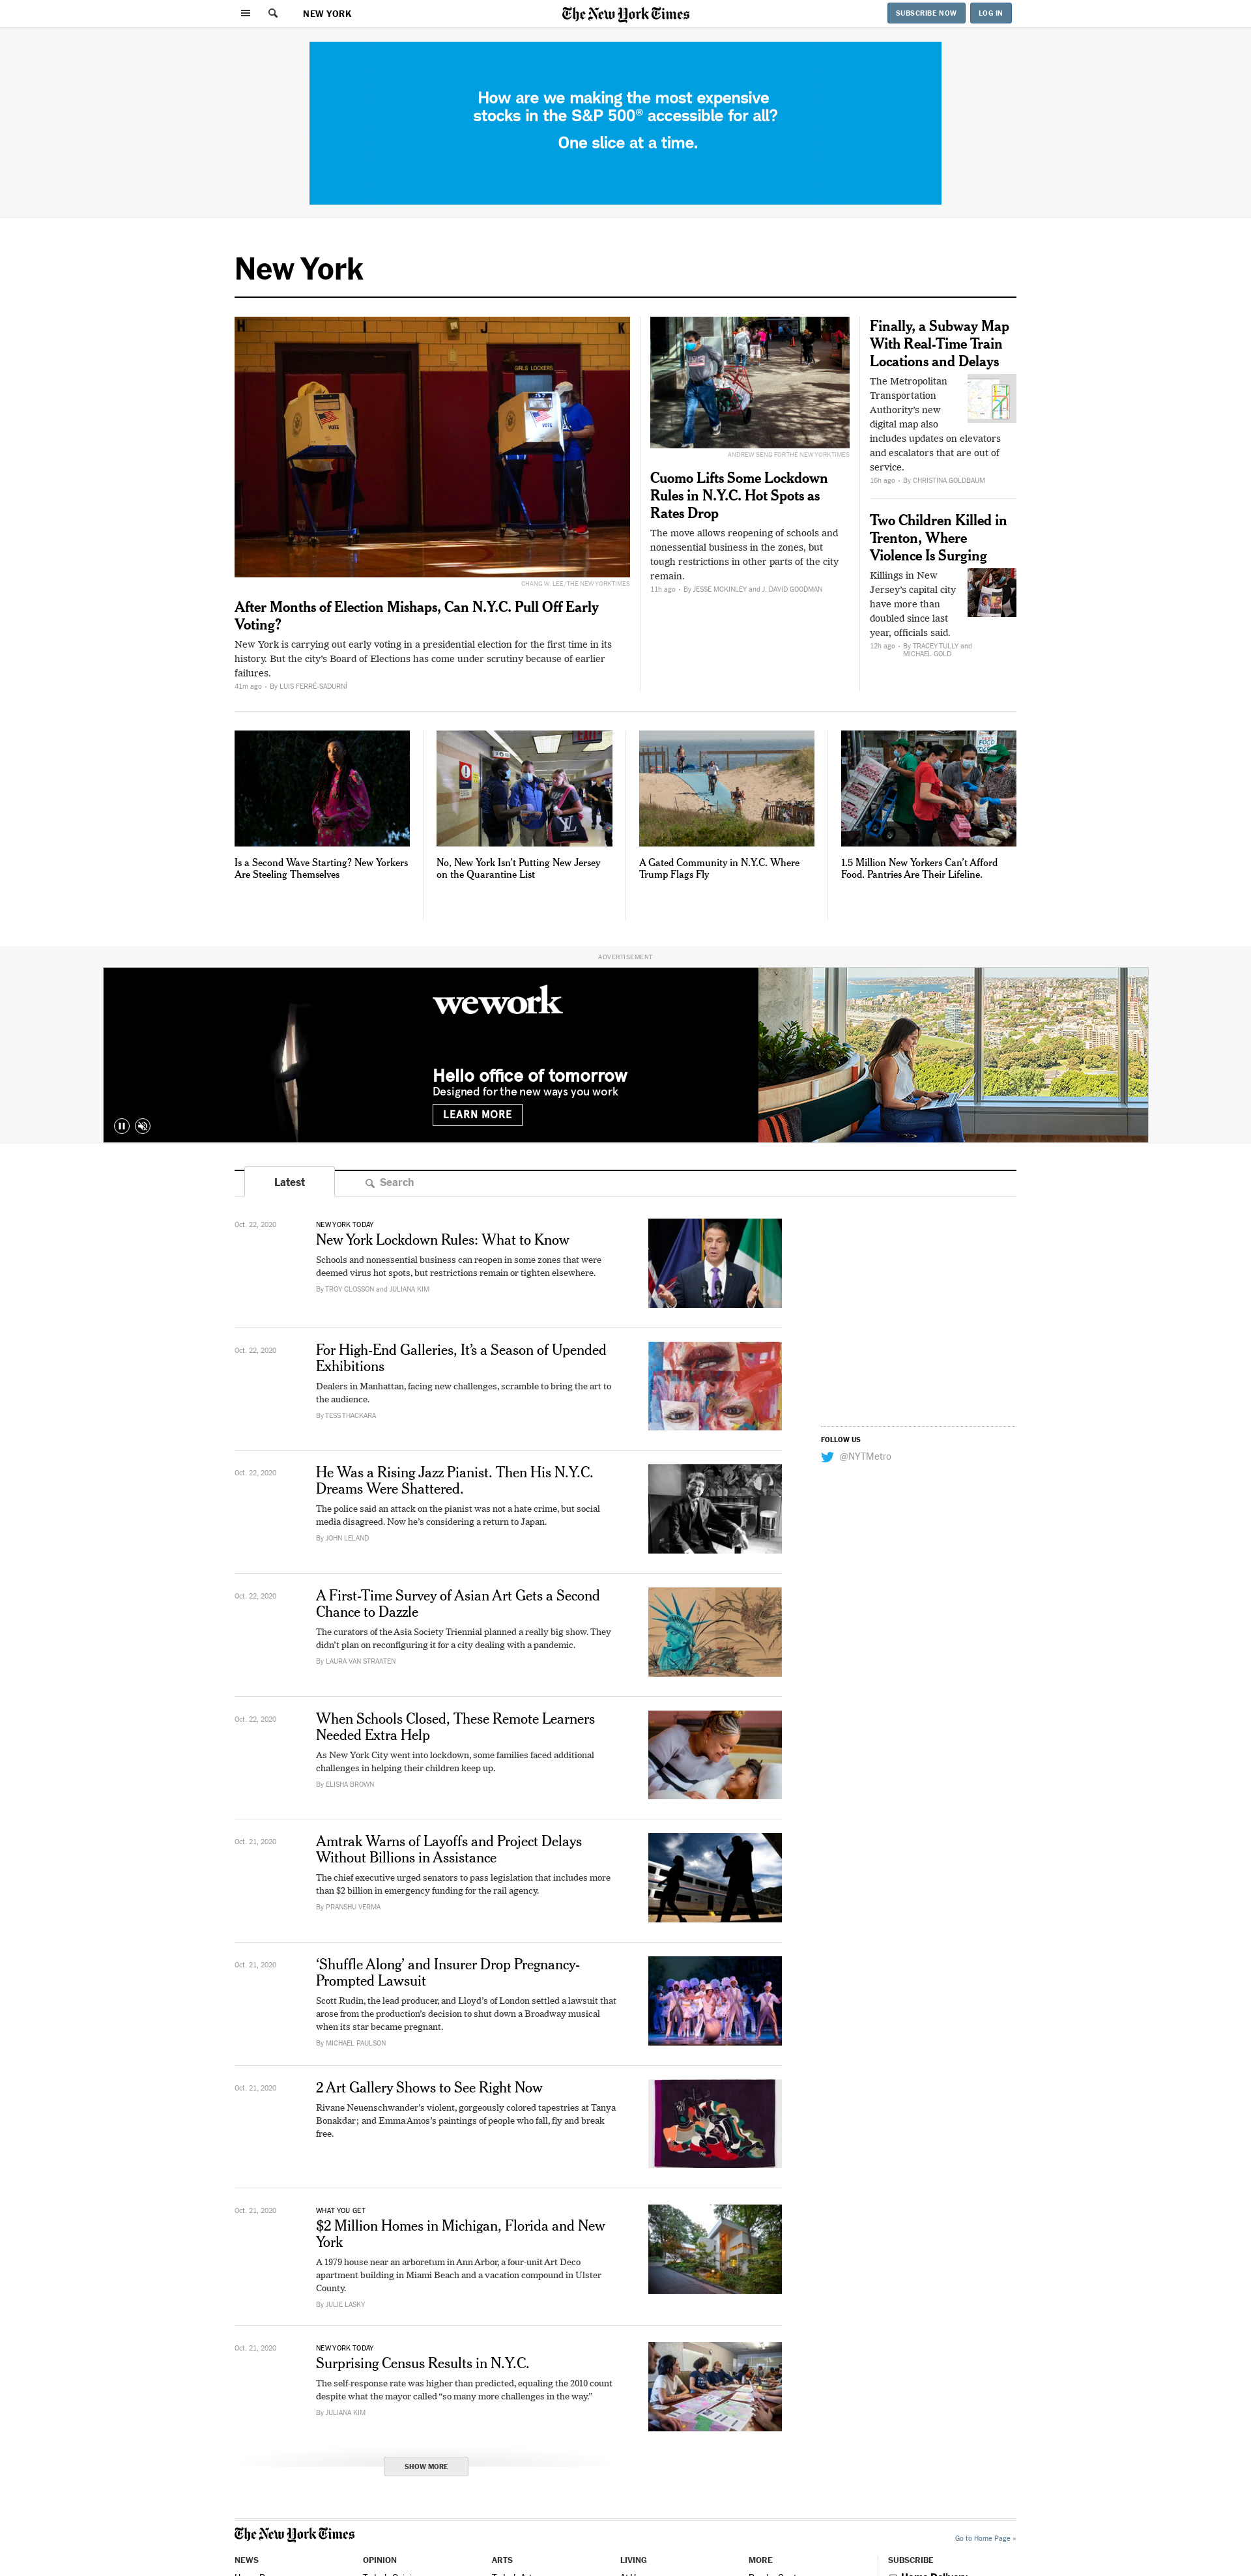 NEW YORK
The New York Times
SUBSCRIBE NOW
LOG IN
How are we making the most expensive
stocks in the S&P 500® accessible for all?
One slice at a time.
New York
H I J K
GIRLS LOCKERS
VOTE
VOTE
CHANG W. LEE/THE NEW YORK TIMES
After Months of Election Mishaps, Can N.Y.C. Pull Off Early
Voting?
New York is carrying out early voting in a presidential election for the first time in its
history. But the city's Board of Elections has come under scrutiny because of earlier
failures.
41m ago • By LUIS FERRÉ-SADURNÍ
ANDREW SENG FOR THE NEW YORK TIMES
Cuomo Lifts Some Lockdown
Rules in N.Y.C. Hot Spots as
Rates Drop
The move allows reopening of schools and
nonessential business in the zones, but
tough restrictions in other parts of the city
remain.
11h ago • By JESSE MCKINLEY and J. DAVID GOODMAN
Finally, a Subway Map
With Real-Time Train
Locations and Delays
The Metropolitan
Transportation
Authority's new
digital map also
includes updates on elevators
and escalators that are out of
service.
16h ago • By CHRISTINA GOLDBAUM
Two Children Killed in
Trenton, Where
Violence Is Surging
Killings in New
Jersey's capital city
have more than
doubled since last
year, officials said.
12h ago • By TRACEY TULLY and
MICHAEL GOLD
Is a Second Wave Starting? New Yorkers
Are Steeling Themselves
No, New York Isn't Putting New Jersey
on the Quarantine List
A Gated Community in N.Y.C. Where
Trump Flags Fly
1.5 Million New Yorkers Can't Afford
Food. Pantries Are Their Lifeline.
ADVERTISEMENT
wework
Hello office of tomorrow
Designed for the new ways you work
LEARN MORE
Latest
Search
Oct. 22, 2020
NEW YORK TODAY
New York Lockdown Rules: What to Know
Schools and nonessential business can reopen in some zones that were
deemed virus hot spots, but restrictions remain or tighten elsewhere.
By TROY CLOSSON and JULIANA KIM
Oct. 22, 2020
For High-End Galleries, It's a Season of Upended
Exhibitions
Dealers in Manhattan, facing new challenges, scramble to bring the art to
the audience.
By TESS THACKARA
FOLLOW US
@NYTMetro
Oct. 22, 2020
He Was a Rising Jazz Pianist. Then His N.Y.C.
Dreams Were Shattered.
The police said an attack on the pianist was not a hate crime, but social
media disagreed. Now he's considering a return to Japan.
By JOHN LELAND
Oct. 22, 2020
A First-Time Survey of Asian Art Gets a Second
Chance to Dazzle
The curators of the Asia Society Triennial planned a really big show. They
didn't plan on reconfiguring it for a city dealing with a pandemic.
By LAURA VAN STRAATEN
Oct. 22, 2020
When Schools Closed, These Remote Learners
Needed Extra Help
As New York City went into lockdown, some families faced additional
challenges in helping their children keep up.
By ELISHA BROWN
Oct. 21, 2020
Amtrak Warns of Layoffs and Project Delays
Without Billions in Assistance
The chief executive urged senators to pass legislation that includes more
than $2 billion in emergency funding for the rail agency.
By PRANSHU VERMA
Oct. 21, 2020
'Shuffle Along' and Insurer Drop Pregnancy-
Prompted Lawsuit
Scott Rudin, the lead producer, and Lloyd's of London settled a lawsuit that
arose from the production's decision to shut down a Broadway musical
when its star became pregnant.
By MICHAEL PAULSON
Oct. 21, 2020
2 Art Gallery Shows to See Right Now
Rivane Neuenschwander's violent, gorgeously colored tapestries at Tanya
Bonakdar; and Emma Amos's paintings of people who fall, fly and break
free.
Oct. 21, 2020
WHAT YOU GET
$2 Million Homes in Michigan, Florida and New
York
A 1979 house near an arboretum in Ann Arbor, a four-unit Art Deco
apartment building in Miami Beach and a vacation compound in Ulster
County.
By JULIE LASKY
Oct. 21, 2020
NEW YORK TODAY
Surprising Census Results in N.Y.C.
The self-response rate was higher than predicted, equaling the 2010 count
despite what the mayor called "so many more challenges in the way."
By JULIANA KIM
SHOW MORE
The New York Times
Go to Home Page »
NEWS
OPINION
ARTS
LIVING
MORE
SUBSCRIBE